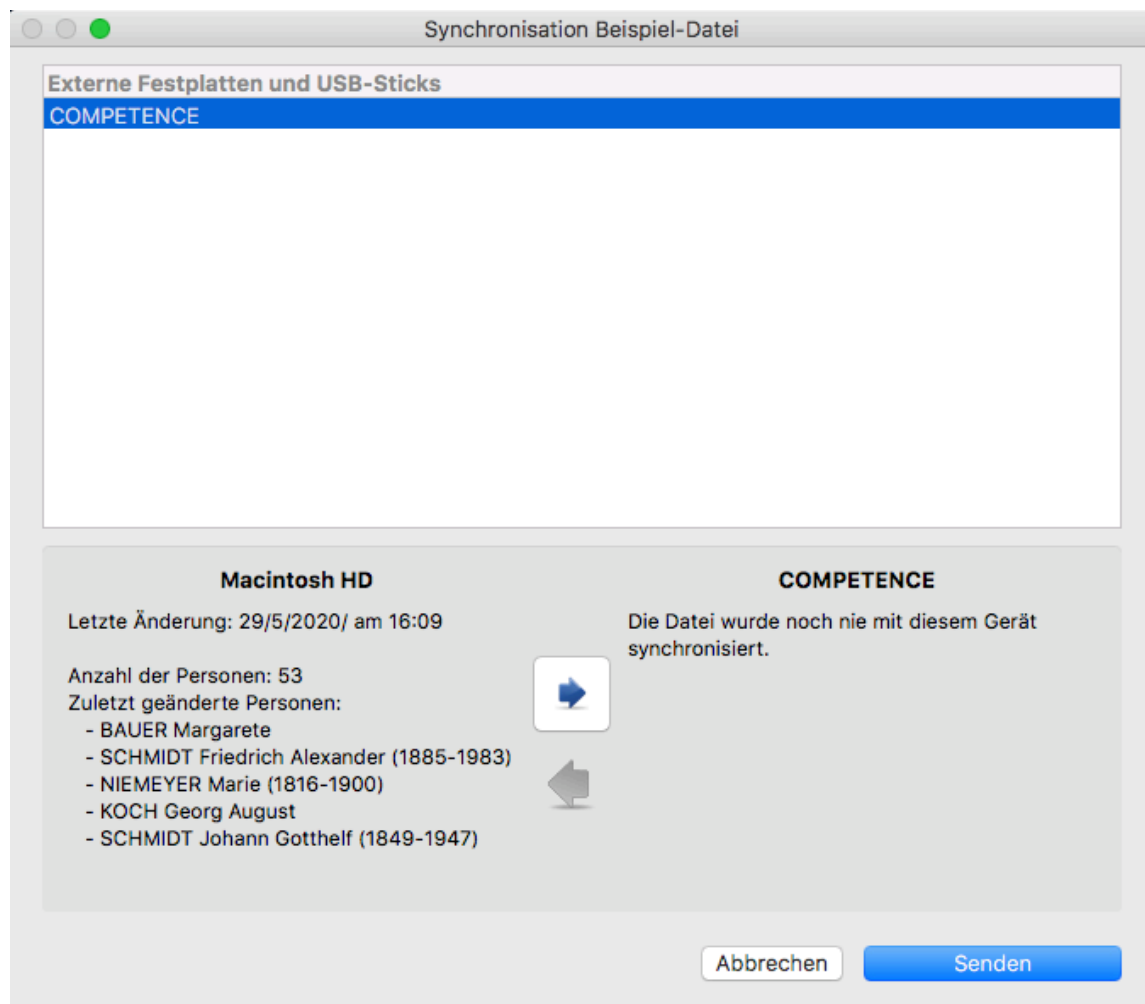 Synchronisation Beispiel-Datei
Externe Festplatten und USB-Sticks
COMPETENCE
Macintosh HD
Letzte Änderung: 29/5/2020/ am 16:09
Anzahl der Personen: 53
Zuletzt geänderte Personen:
- BAUER Margarete
- SCHMIDT Friedrich Alexander (1885-1983)
- NIEMEYER Marie (1816-1900)
- KOCH Georg August
- SCHMIDT Johann Gotthelf (1849-1947)
COMPETENCE
Die Datei wurde noch nie mit diesem Gerät
synchronisiert.
Abbrechen
Senden